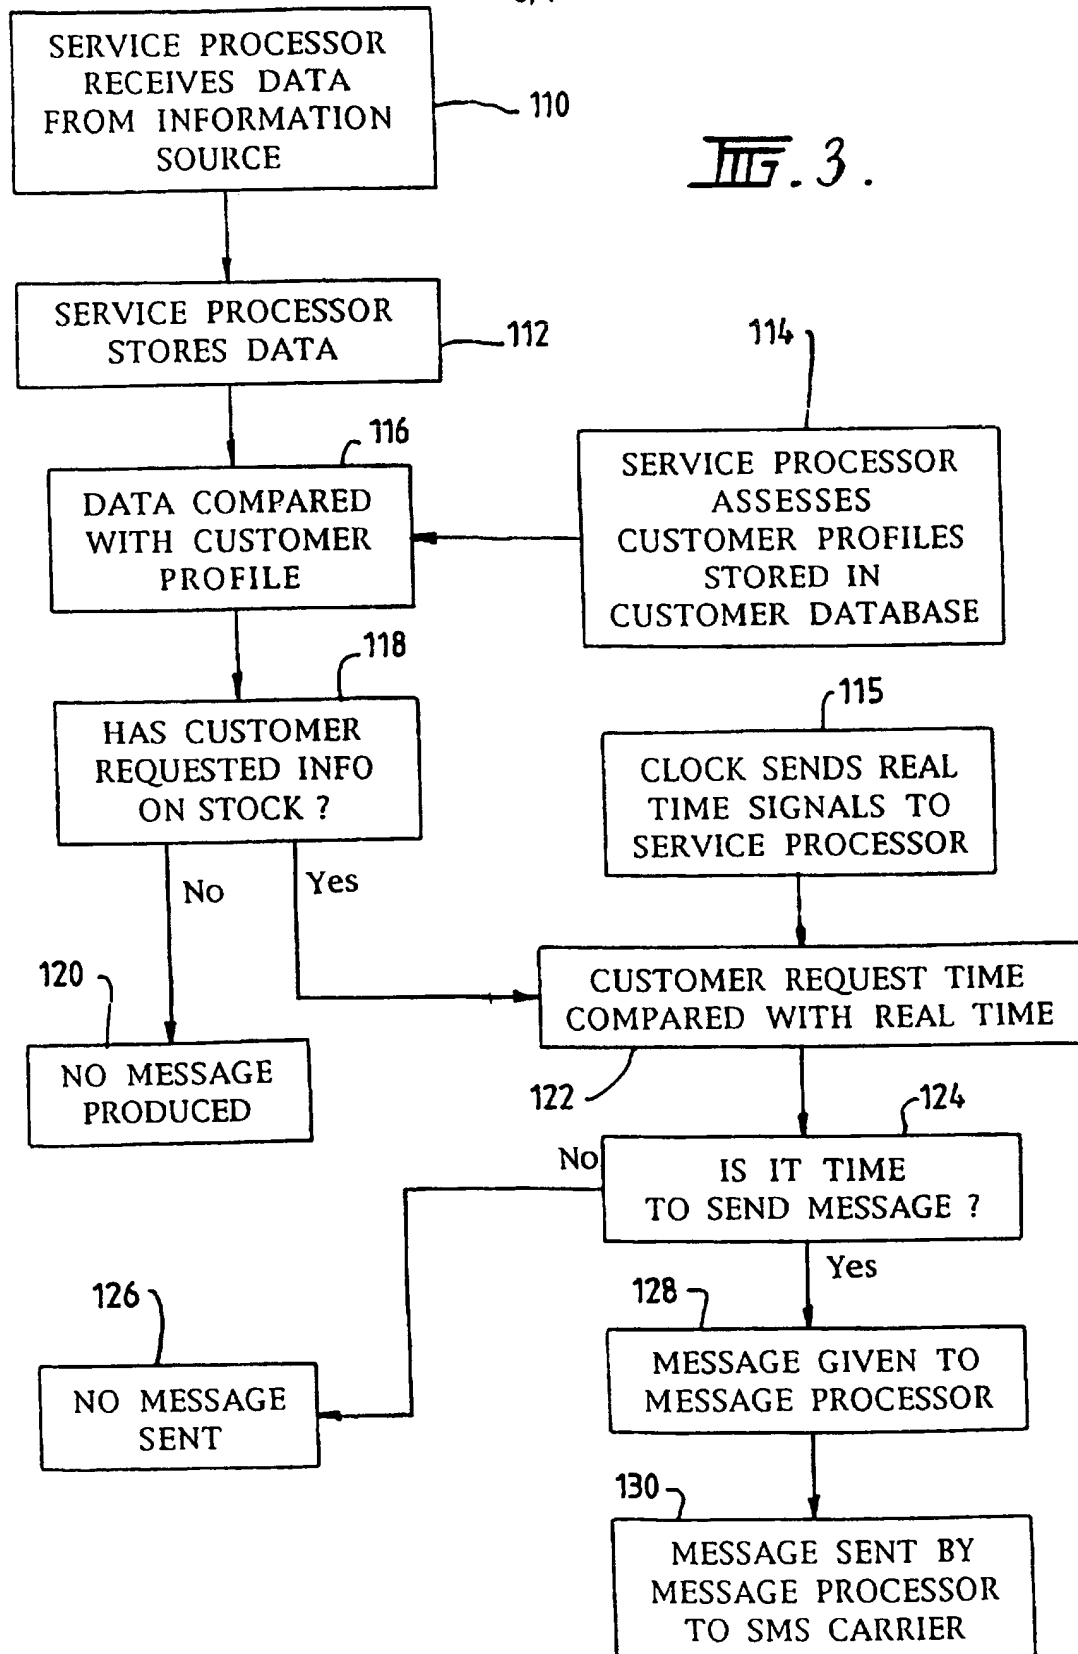 SERVICE PROCESSOR
RECEIVES DATA
FROM INFORMATION
SOURCE
110
FIG. 3.
SERVICE PROCESSOR
STORES DATA
112
114
116
DATA COMPARED
WITH CUSTOMER
PROFILE
SERVICE PROCESSOR
ASSESSES
CUSTOMER PROFILES
STORED IN
CUSTOMER DATABASE
118
HAS CUSTOMER
REQUESTED INFO
ON STOCK ?
115
CLOCK SENDS REAL
TIME SIGNALS TO
SERVICE PROCESSOR
No
Yes
120
NO MESSAGE
PRODUCED
CUSTOMER REQUEST TIME
COMPARED WITH REAL TIME
122
124
No
IS IT TIME
TO SEND MESSAGE ?
Yes
126
NO MESSAGE
SENT
128
MESSAGE GIVEN TO
MESSAGE PROCESSOR
130
MESSAGE SENT BY
MESSAGE PROCESSOR
TO SMS CARRIER